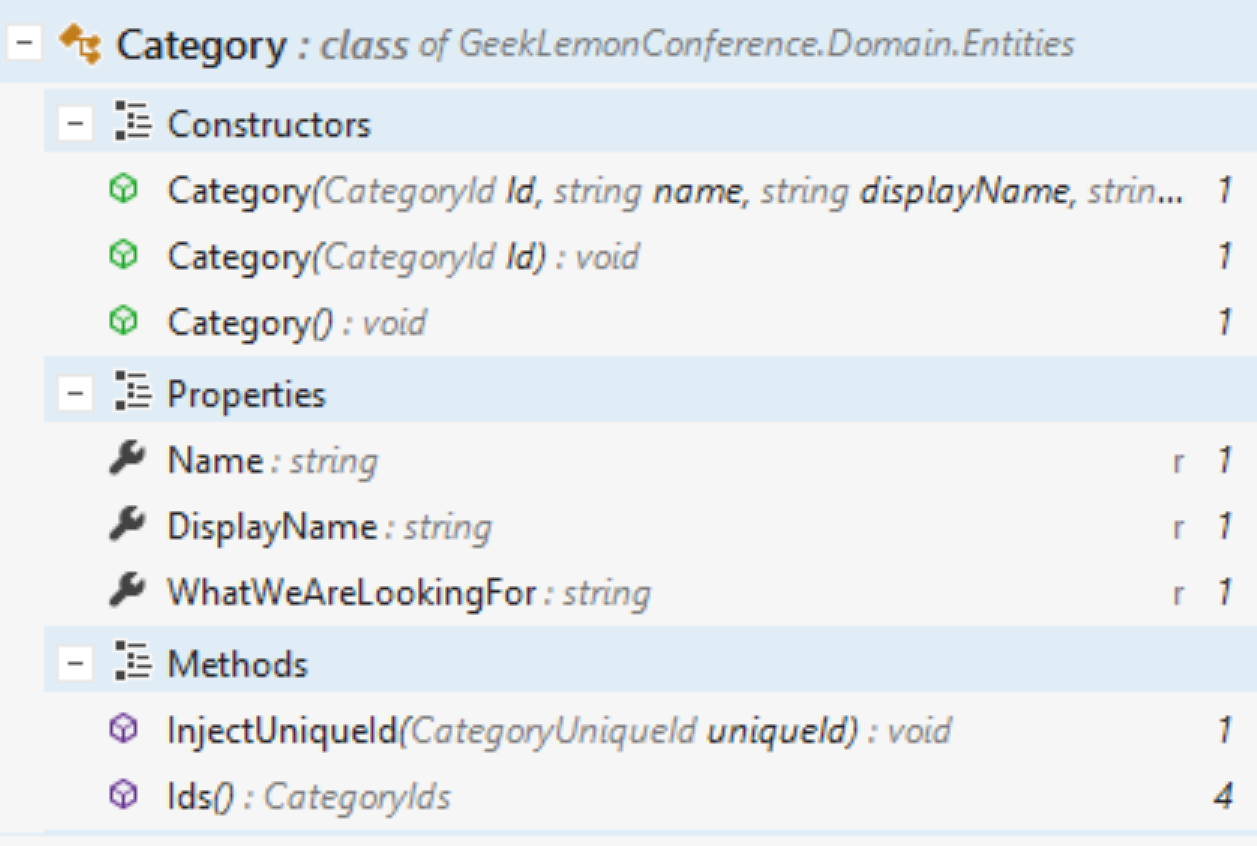 Category : class of GeekLemonConference.Domain.Entities
Constructors
Category(CategoryId Id, string name, string displayName, strin... 1
Category(CategoryId Id) : void 1
Category() : void 1
Properties
Name : string r 1
DisplayName : string r 1
WhatWeAreLookingFor : string r 1
Methods
InjectUniqueId(CategoryUniqueId uniqueId) : void 1
Ids() : CategoryIds 4